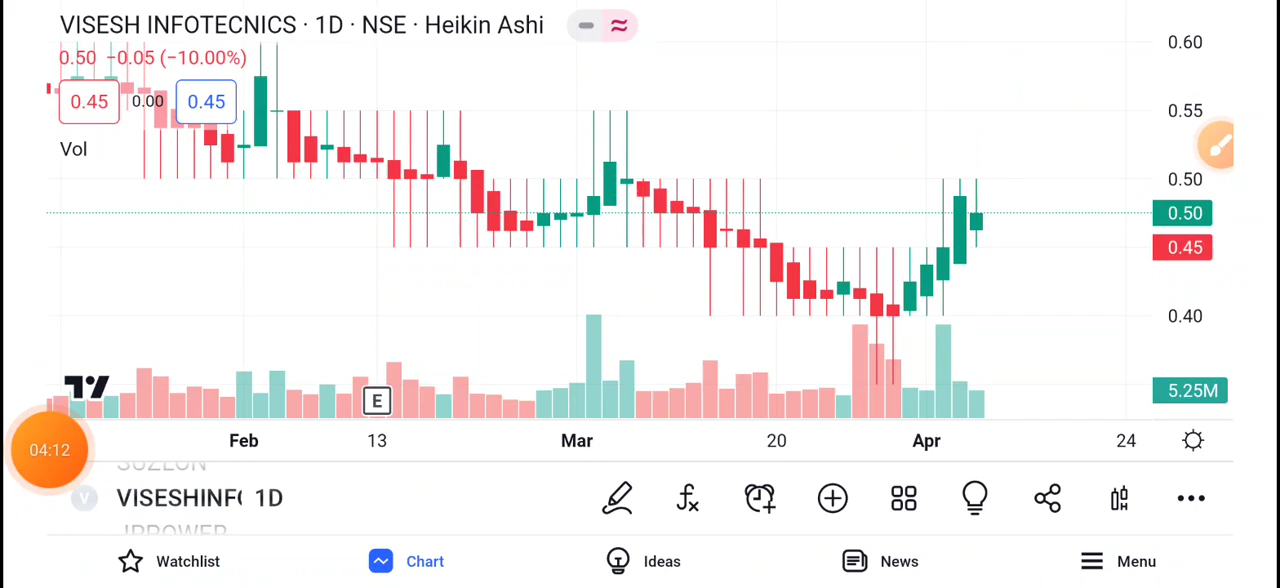 VISESH INFOTECNICS · 1D · NSE · Heikin Ashi
0.50 −0.05 (−10.00%)
0.45 0.00 0.45
Vol
0.60
0.55
0.50
0.50
0.45
0.40
5.25M
E
Feb 13 Mar 20 Apr 24
04:12
SUZLON
V VISESHINF 1D
JPPOWER
Watchlist Chart Ideas News Menu